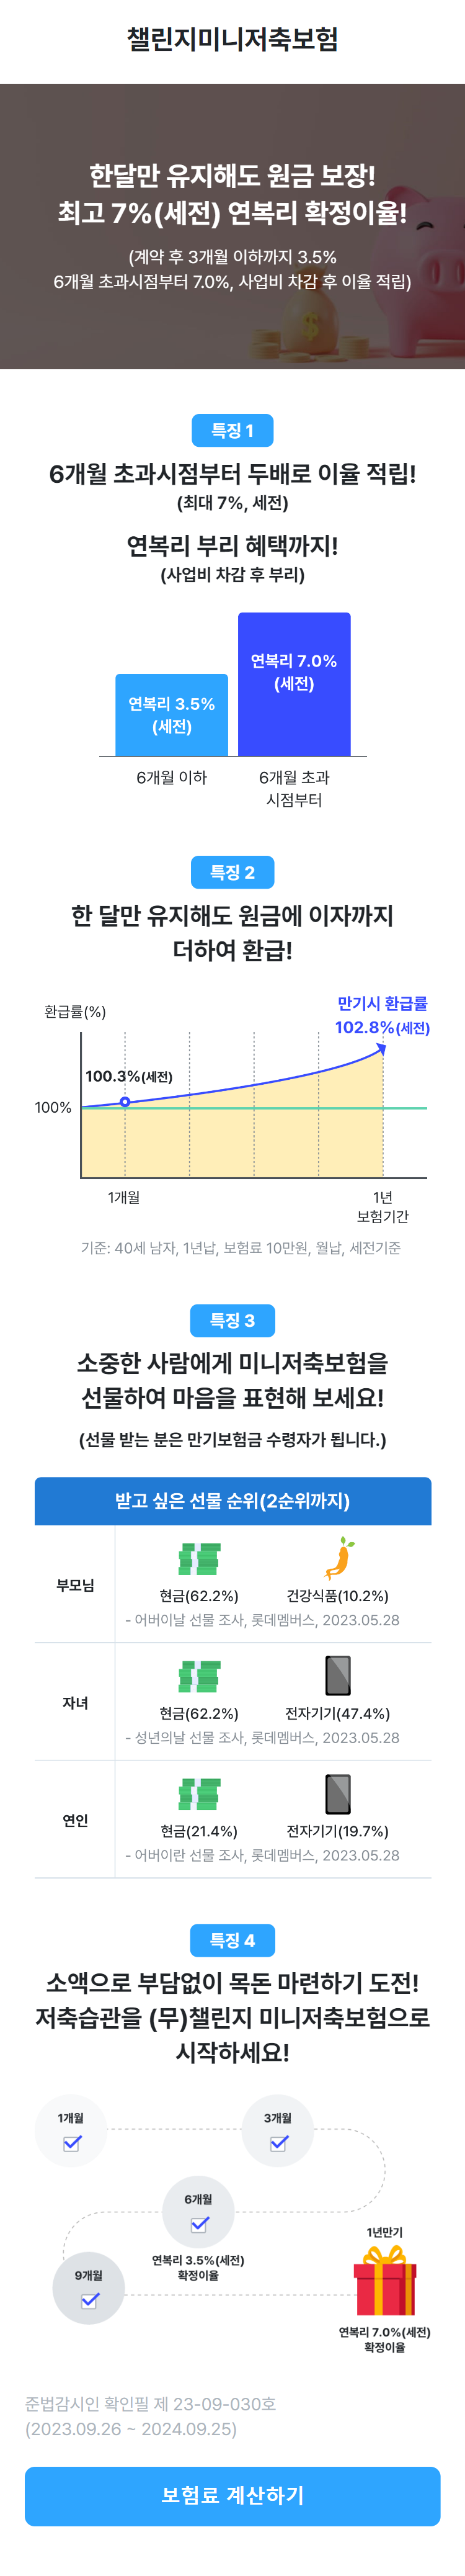 챌린지미니저축보험
한달만 유지해도 원금 보장!
최고 7%(세전) 연복리 확정이율!
(계약 후 3개월 이하까지 3.5%
6개월 초과시점부터 7.0%, 사업비 차감 후 이율 적립)
특징 1
6개월 초과시점부터 두배로 이율 적립!
(최대 7%, 세전)
연복리 부리 혜택까지!
(사업비 차감 후 부리)
연복리 7.0%
(세전)
연복리 3.5%
(세전)
6개월 이하
6개월 초과
시점부터
특징 2
한 달만 유지해도 원금에 이자까지
더하여 환급!
환급률(%)
만기시 환급률
102.8%(세전)
100.3%(세전)
100%
1개월
1년
보험기간
기준: 40세 남자, 1년납, 보험료 10만원, 월납, 세전기준
특징 3
소중한 사람에게 미니저축보험을
선물하여 마음을 표현해 보세요!
(선물 받는 분은 만기보험금 수령자가 됩니다.)
받고 싶은 선물 순위(2순위까지)
부모님
현금(62.2%)
건강식품(10.2%)
- 어버이날 선물 조사, 롯데멤버스, 2023.05.28
자녀
현금(62.2%)
전자기기(47.4%)
- 성년의날 선물 조사, 롯데멤버스, 2023.05.28
연인
현금(21.4%)
전자기기(19.7%)
- 어버이란 선물 조사, 롯데멤버스, 2023.05.28
특징 4
소액으로 부담없이 목돈 마련하기 도전!
저축습관을 (무)챌린지 미니저축보험으로
시작하세요!
1개월
3개월
6개월
연복리 3.5%(세전)
확정이율
9개월
1년만기
연복리 7.0%(세전)
확정이율
준법감시인 확인필 제 23-09-030호
(2023.09.26 ~ 2024.09.25)
보험료 계산하기